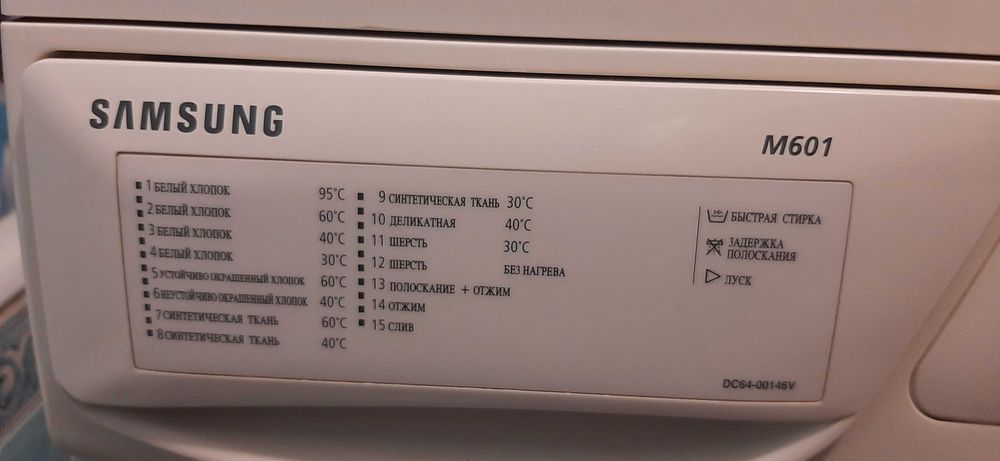 SAMSUNG
M601
1 БЕЛЫЙ ХЛОПОК 95°C
2 БЕЛЫЙ ХЛОПОК 60°C
3 БЕЛЫЙ ХЛОПОК 40°C
4 БЕЛЫЙ ХЛОПОК 30°C
5 УСТОЙЧИВО ОКРАШЕННЫЙ ХЛОПОК 60°C
6 НЕУСТОЙЧИВО ОКРАШЕННЫЙ ХЛОПОК 40°C
7 СИНТЕТИЧЕСКАЯ ТКАНЬ 60°C
8 СИНТЕТИЧЕСКАЯ ТКАНЬ 40°C
9 СИНТЕТИЧЕСКАЯ ТКАНЬ 30°C
10 ДЕЛИКАТНАЯ 40°C
11 ШЕРСТЬ 30°C
12 ШЕРСТЬ БЕЗ НАГРЕВА
13 ПОЛОСКАНИЕ + ОТЖИМ
14 ОТЖИМ
15 СЛИВ
БЫСТРАЯ СТИРКА
ЗАДЕРЖКА
ПОЛОСКАНИЯ
ПУСК
DC64-00146V